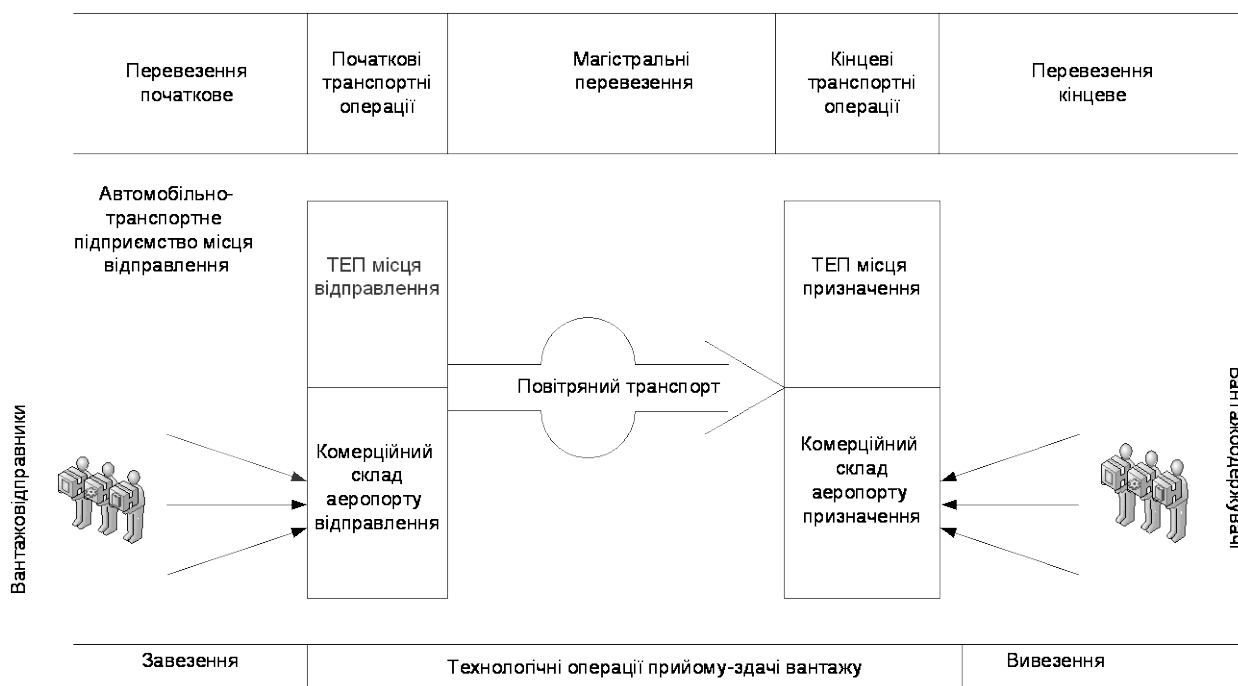 Перевезення
початкове
Початкові
транспортні
операції
Магістральні
перевезення
Кінцеві
транспортні
операції
Перевезення
кінцеве
Автомобільно-
транспортне
підприємство місця
відправлення
ТЕП місця
відправлення
ТЕП місця
призначення
Повітряний транспорт
Вантажовідправники
Комерційний
склад
аеропорту
відправлення
Комерційний
склад
аеропорту
призначення
Вантажоодержувачі
Завезення
Технологічні операції прийому-здачі вантажу
Вивезення